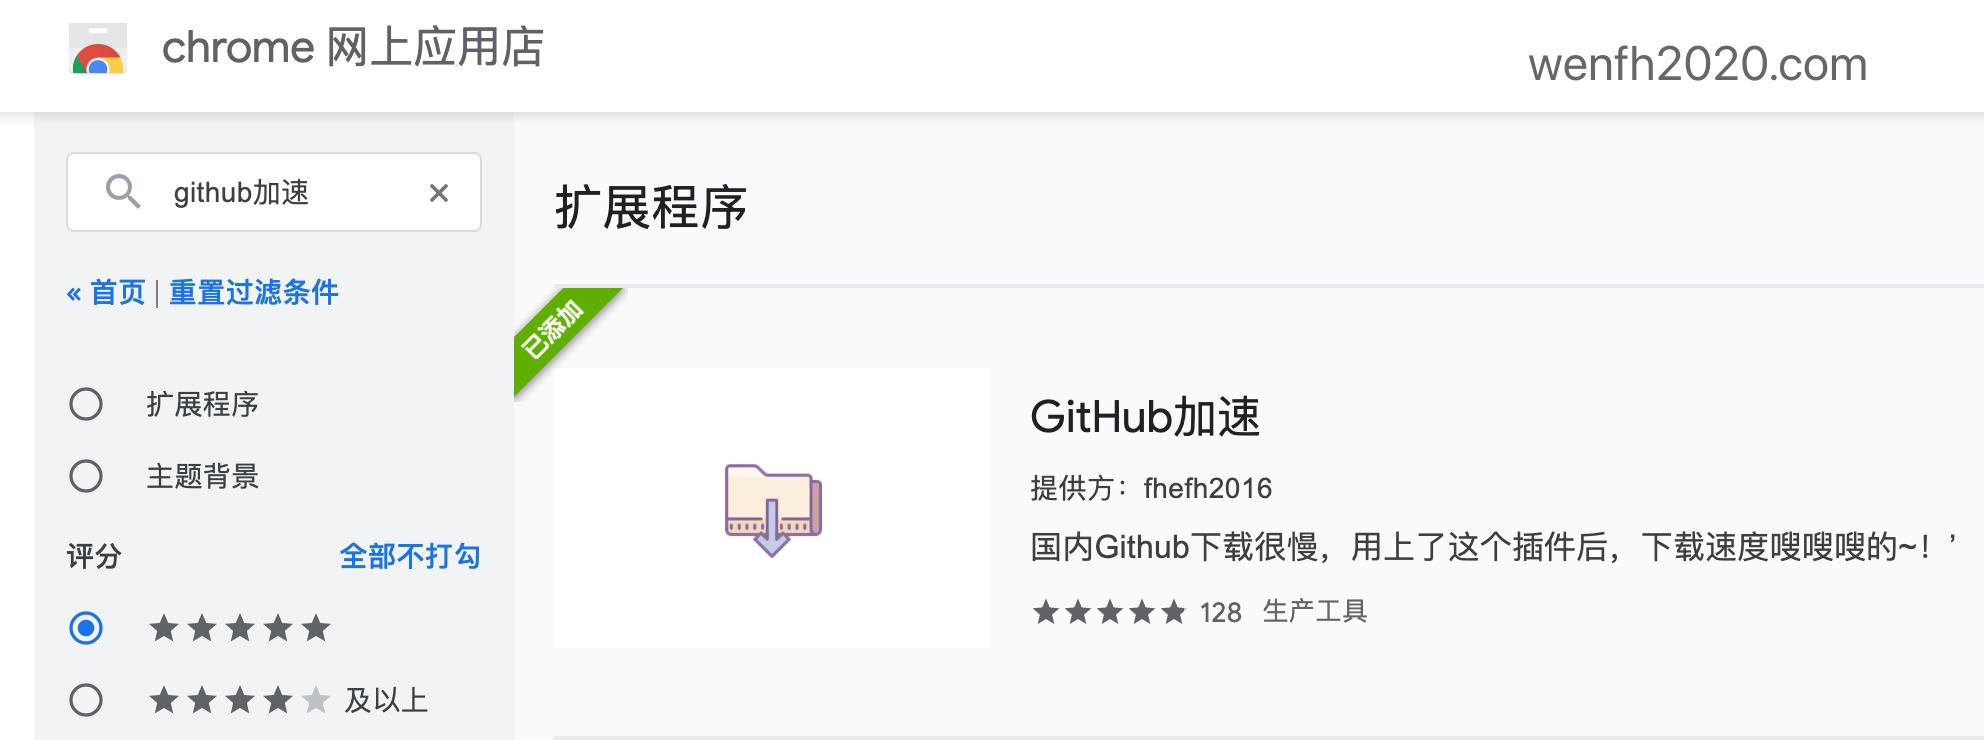 chrome 网上应用店
wenfh2020.com
github加速
« 首页 | 重置过滤条件
扩展程序
主题背景
评分 全部不打勾
及以上
扩展程序
已添加
GitHub加速
提供方：fhefh2016
国内Github下载很慢，用上了这个插件后，下载速度嗖嗖嗖的~！’
128 生产工具